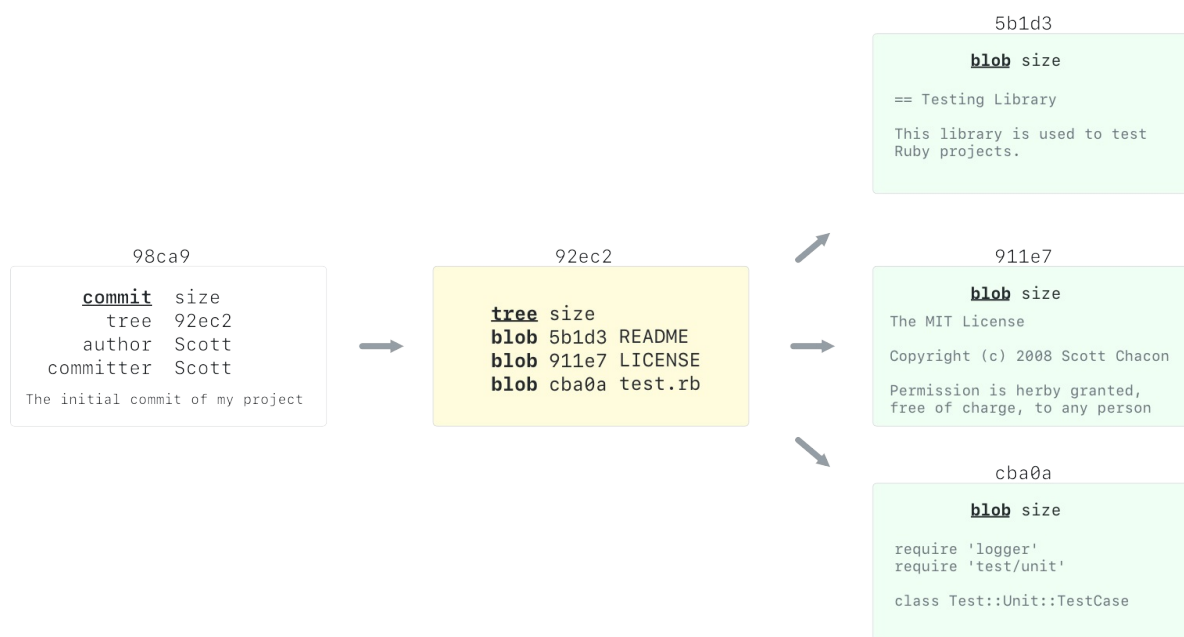 98ca9
commit size
tree 92ec2
author Scott
committer Scott
The initial commit of my project
92ec2
tree size
blob 5b1d3 README
blob 911e7 LICENSE
blob cba0a test.rb
5b1d3
blob size
== Testing Library
This library is used to test
Ruby projects.
911e7
blob size
The MIT License
Copyright (c) 2008 Scott Chacon
Permission is herby granted,
free of charge, to any person
cba0a
blob size
require 'logger'
require 'test/unit'
class Test::Unit::TestCase